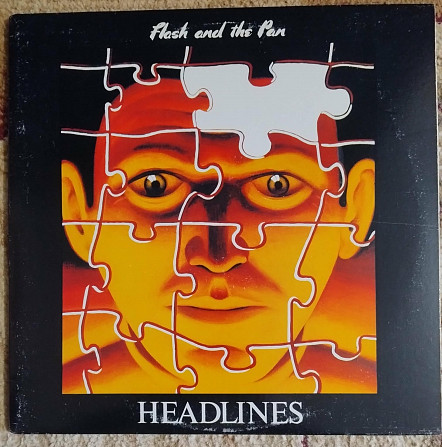 Flash and the Pan
HEADLINES